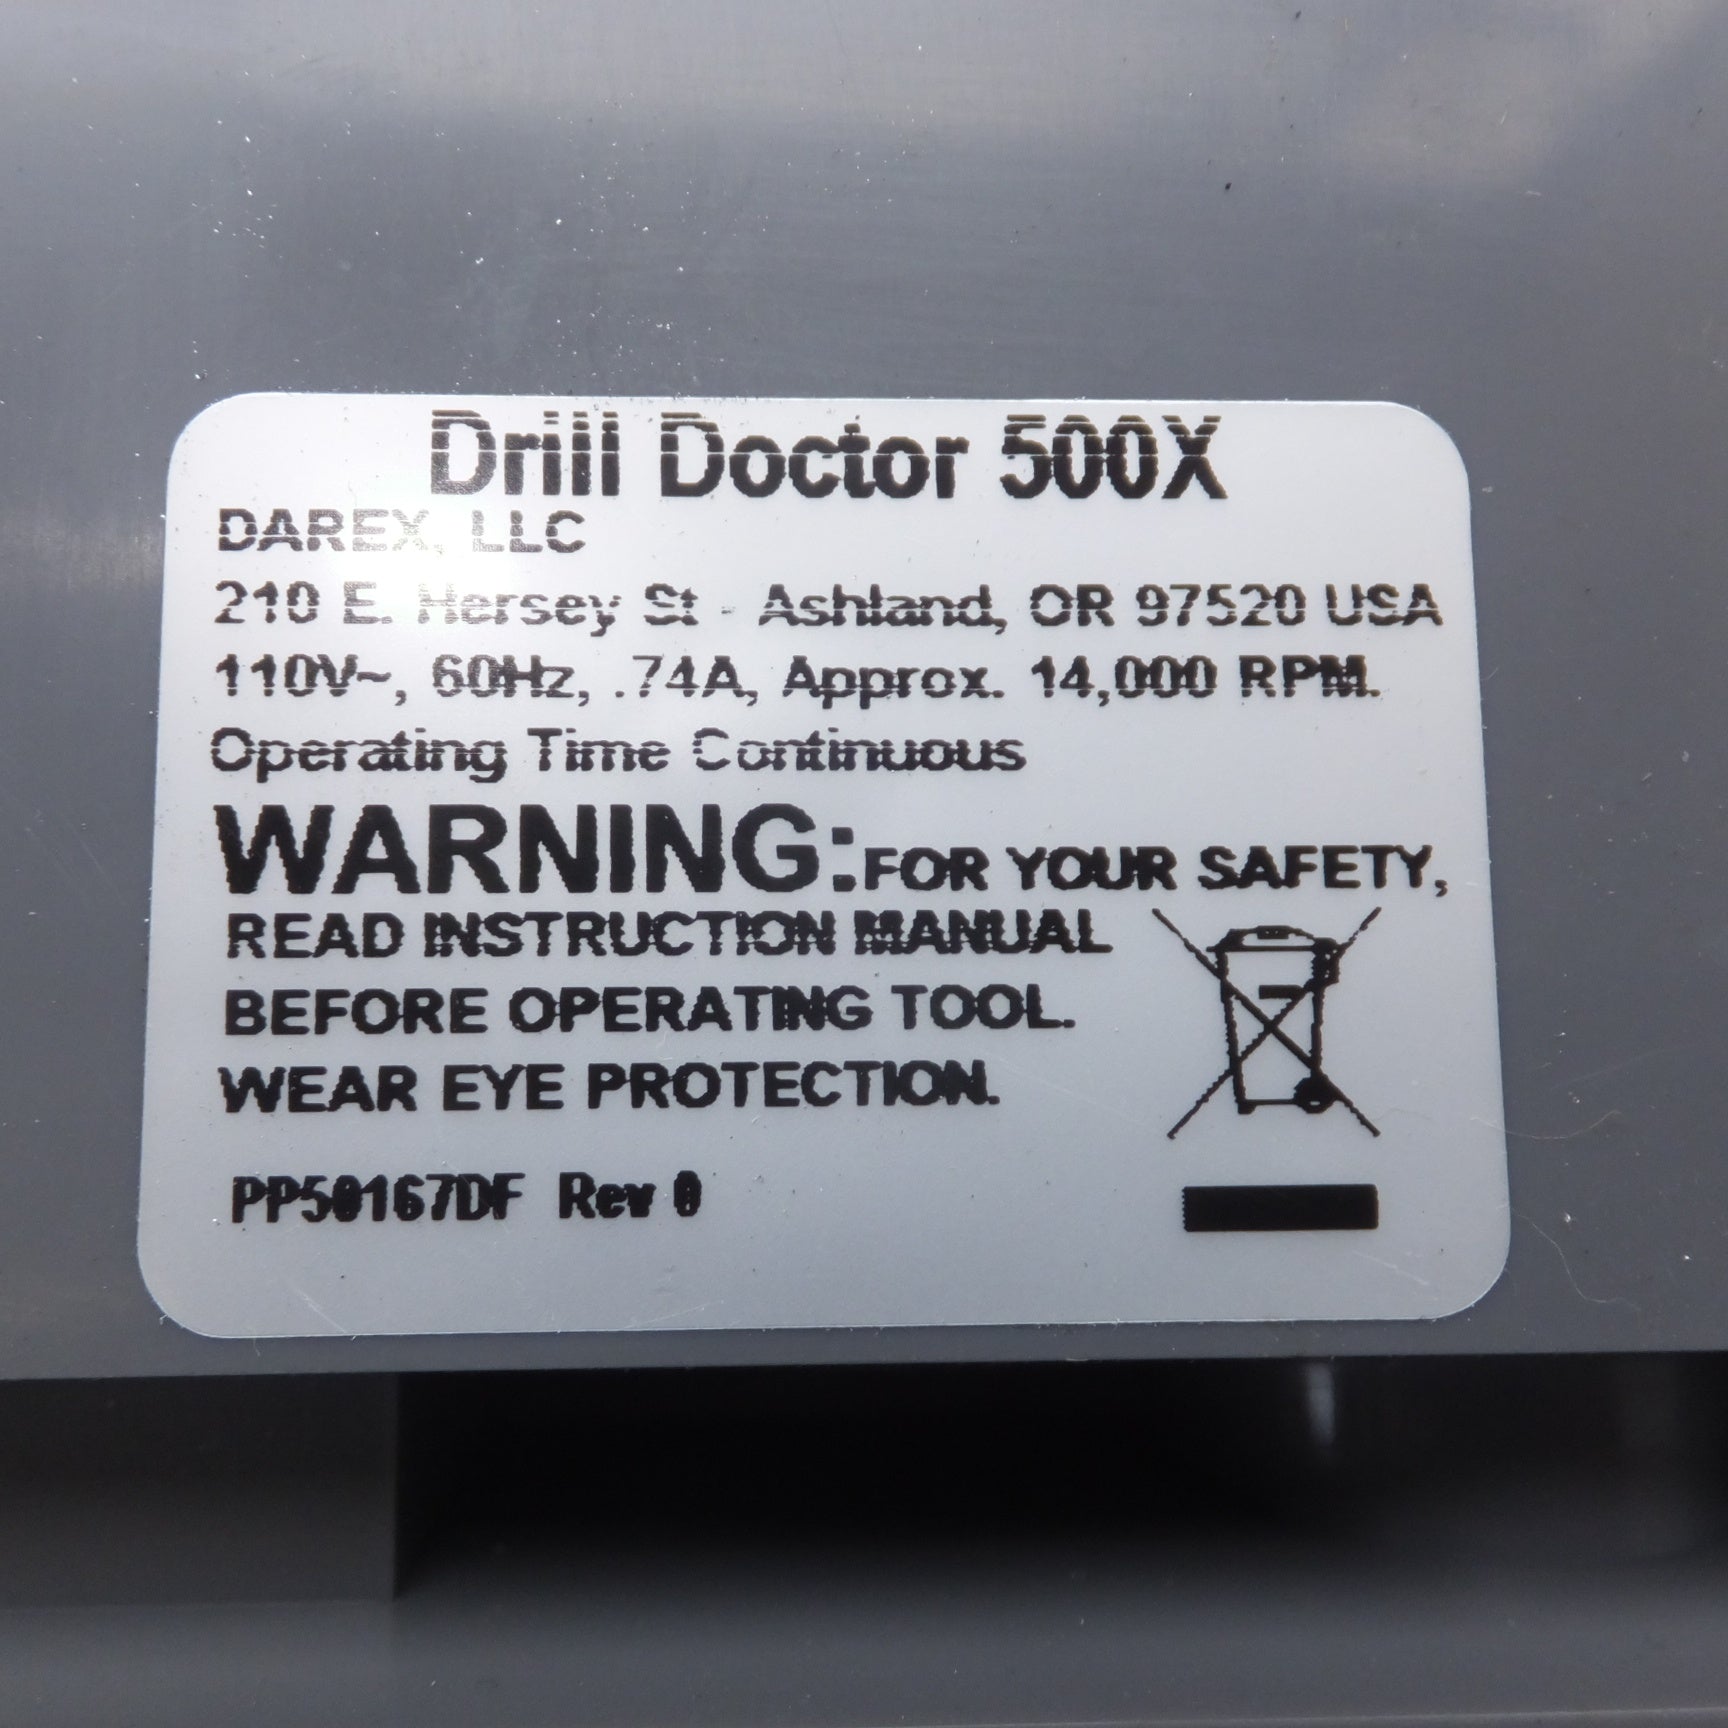 Drill Doctor 500X
DAREX, LLC
210 E. Hersey St - Ashland, OR 97520 USA
110V~, 60Hz, .74A, Approx. 14,000 RPM.
Operating Time Continuous
WARNING: FOR YOUR SAFETY,
READ INSTRUCTION MANUAL
BEFORE OPERATING TOOL.
WEAR EYE PROTECTION.
PP50167DF Rev 0